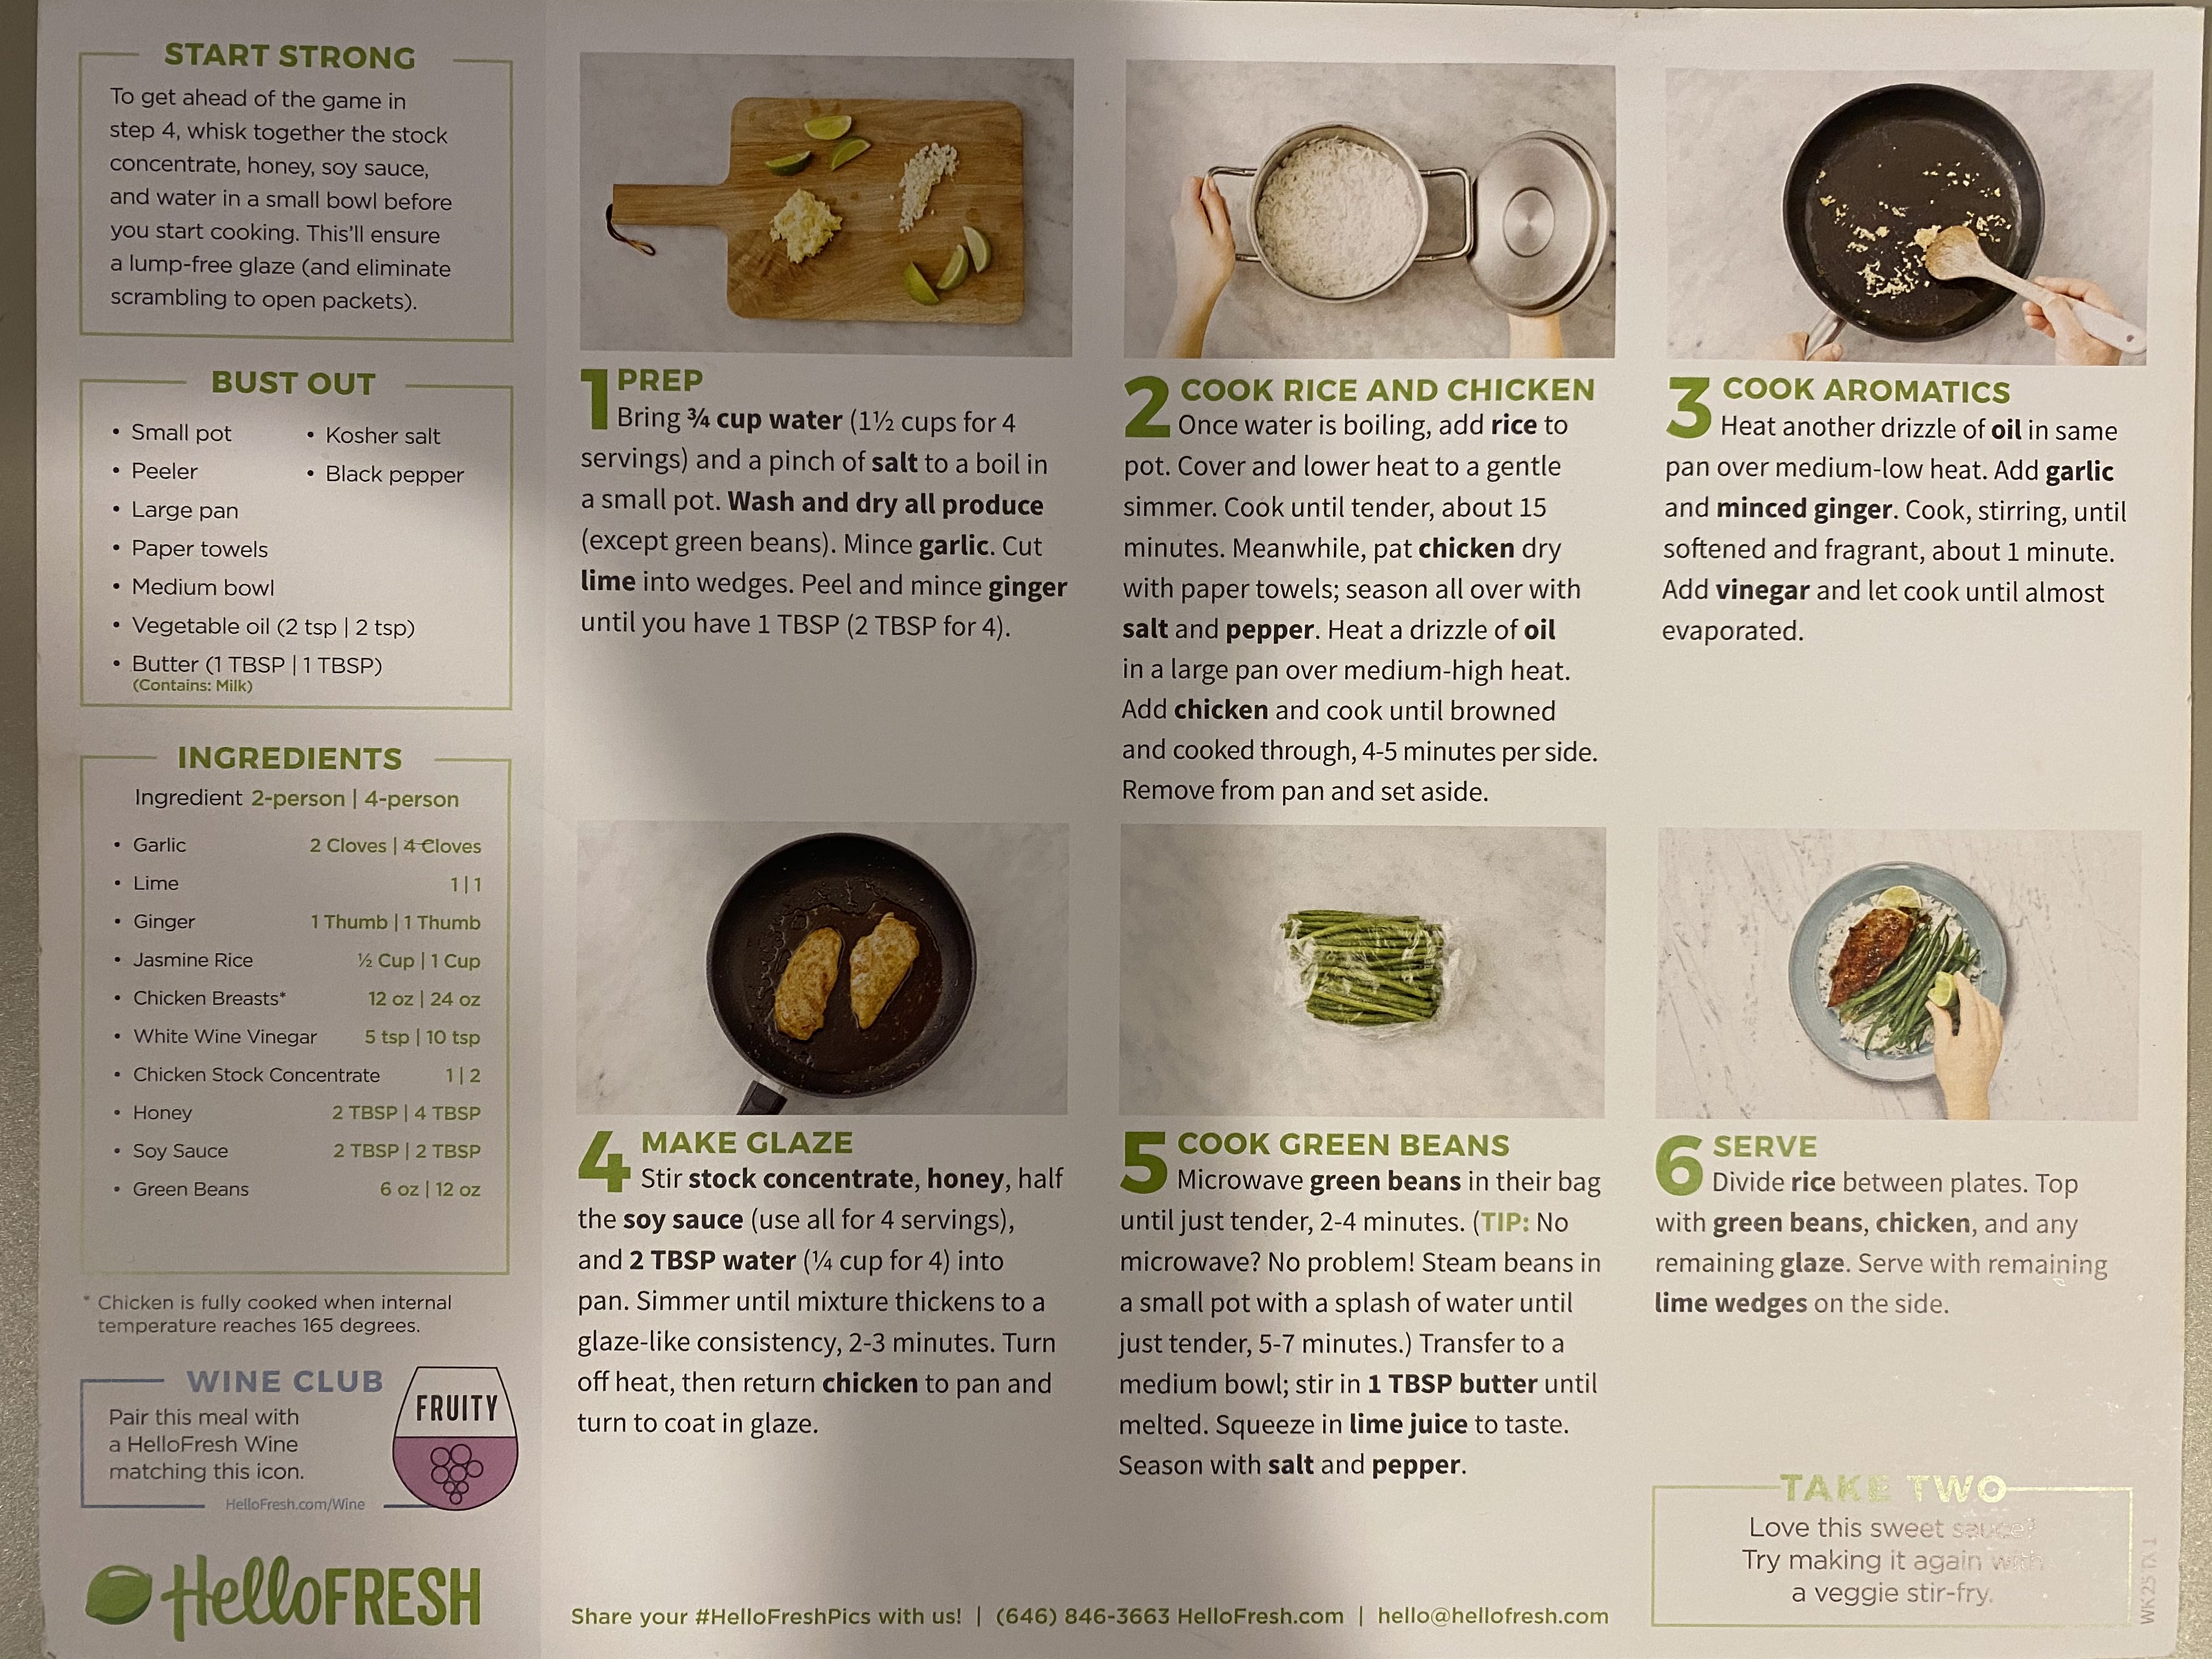 START STRONG
To get ahead of the game in
step 4, whisk together the stock
concentrate, honey, soy sauce,
and water in a small bowl before
you start cooking. This'll ensure
a lump-free glaze (and eliminate
scrambling to open packets).
BUST OUT
• Small pot
• Peeler
• Large pan
• Paper towels
• Medium bowl
• Vegetable oil (2 tsp | 2 tsp)
• Butter (1 TBSP | 1 TBSP)
(Contains: Milk)
• Kosher salt
• Black pepper
INGREDIENTS
Ingredient 2-person | 4-person
• Garlic 2 Cloves | 4 Cloves
• Lime 1 | 1
• Ginger 1 Thumb | 1 Thumb
• Jasmine Rice ½ Cup | 1 Cup
• Chicken Breasts* 12 oz | 24 oz
• White Wine Vinegar 5 tsp | 10 tsp
• Chicken Stock Concentrate 1 | 2
• Honey 2 TBSP | 4 TBSP
• Soy Sauce 2 TBSP | 2 TBSP
• Green Beans 6 oz | 12 oz
* Chicken is fully cooked when internal
temperature reaches 165 degrees.
WINE CLUB
Pair this meal with
a HelloFresh Wine
matching this icon.
HelloFresh.com/Wine
FRUITY
HelloFRESH
1 PREP
Bring ¾ cup water (1½ cups for 4
servings) and a pinch of salt to a boil in
a small pot. Wash and dry all produce
(except green beans). Mince garlic. Cut
lime into wedges. Peel and mince ginger
until you have 1 TBSP (2 TBSP for 4).
2 COOK RICE AND CHICKEN
Once water is boiling, add rice to
pot. Cover and lower heat to a gentle
simmer. Cook until tender, about 15
minutes. Meanwhile, pat chicken dry
with paper towels; season all over with
salt and pepper. Heat a drizzle of oil
in a large pan over medium-high heat.
Add chicken and cook until browned
and cooked through, 4-5 minutes per side.
Remove from pan and set aside.
3 COOK AROMATICS
Heat another drizzle of oil in same
pan over medium-low heat. Add garlic
and minced ginger. Cook, stirring, until
softened and fragrant, about 1 minute.
Add vinegar and let cook until almost
evaporated.
4 MAKE GLAZE
Stir stock concentrate, honey, half
the soy sauce (use all for 4 servings),
and 2 TBSP water (¼ cup for 4) into
pan. Simmer until mixture thickens to a
glaze-like consistency, 2-3 minutes. Turn
off heat, then return chicken to pan and
turn to coat in glaze.
5 COOK GREEN BEANS
Microwave green beans in their bag
until just tender, 2-4 minutes. (TIP: No
microwave? No problem! Steam beans in
a small pot with a splash of water until
just tender, 5-7 minutes.) Transfer to a
medium bowl; stir in 1 TBSP butter until
melted. Squeeze in lime juice to taste.
Season with salt and pepper.
6 SERVE
Divide rice between plates. Top
with green beans, chicken, and any
remaining glaze. Serve with remaining
lime wedges on the side.
TAKE TWO
Love this sweet sauce?
Try making it again with
a veggie stir-fry.
Share your #HelloFreshPics with us! | (646) 846-3663 HelloFresh.com | hello@hellofresh.com